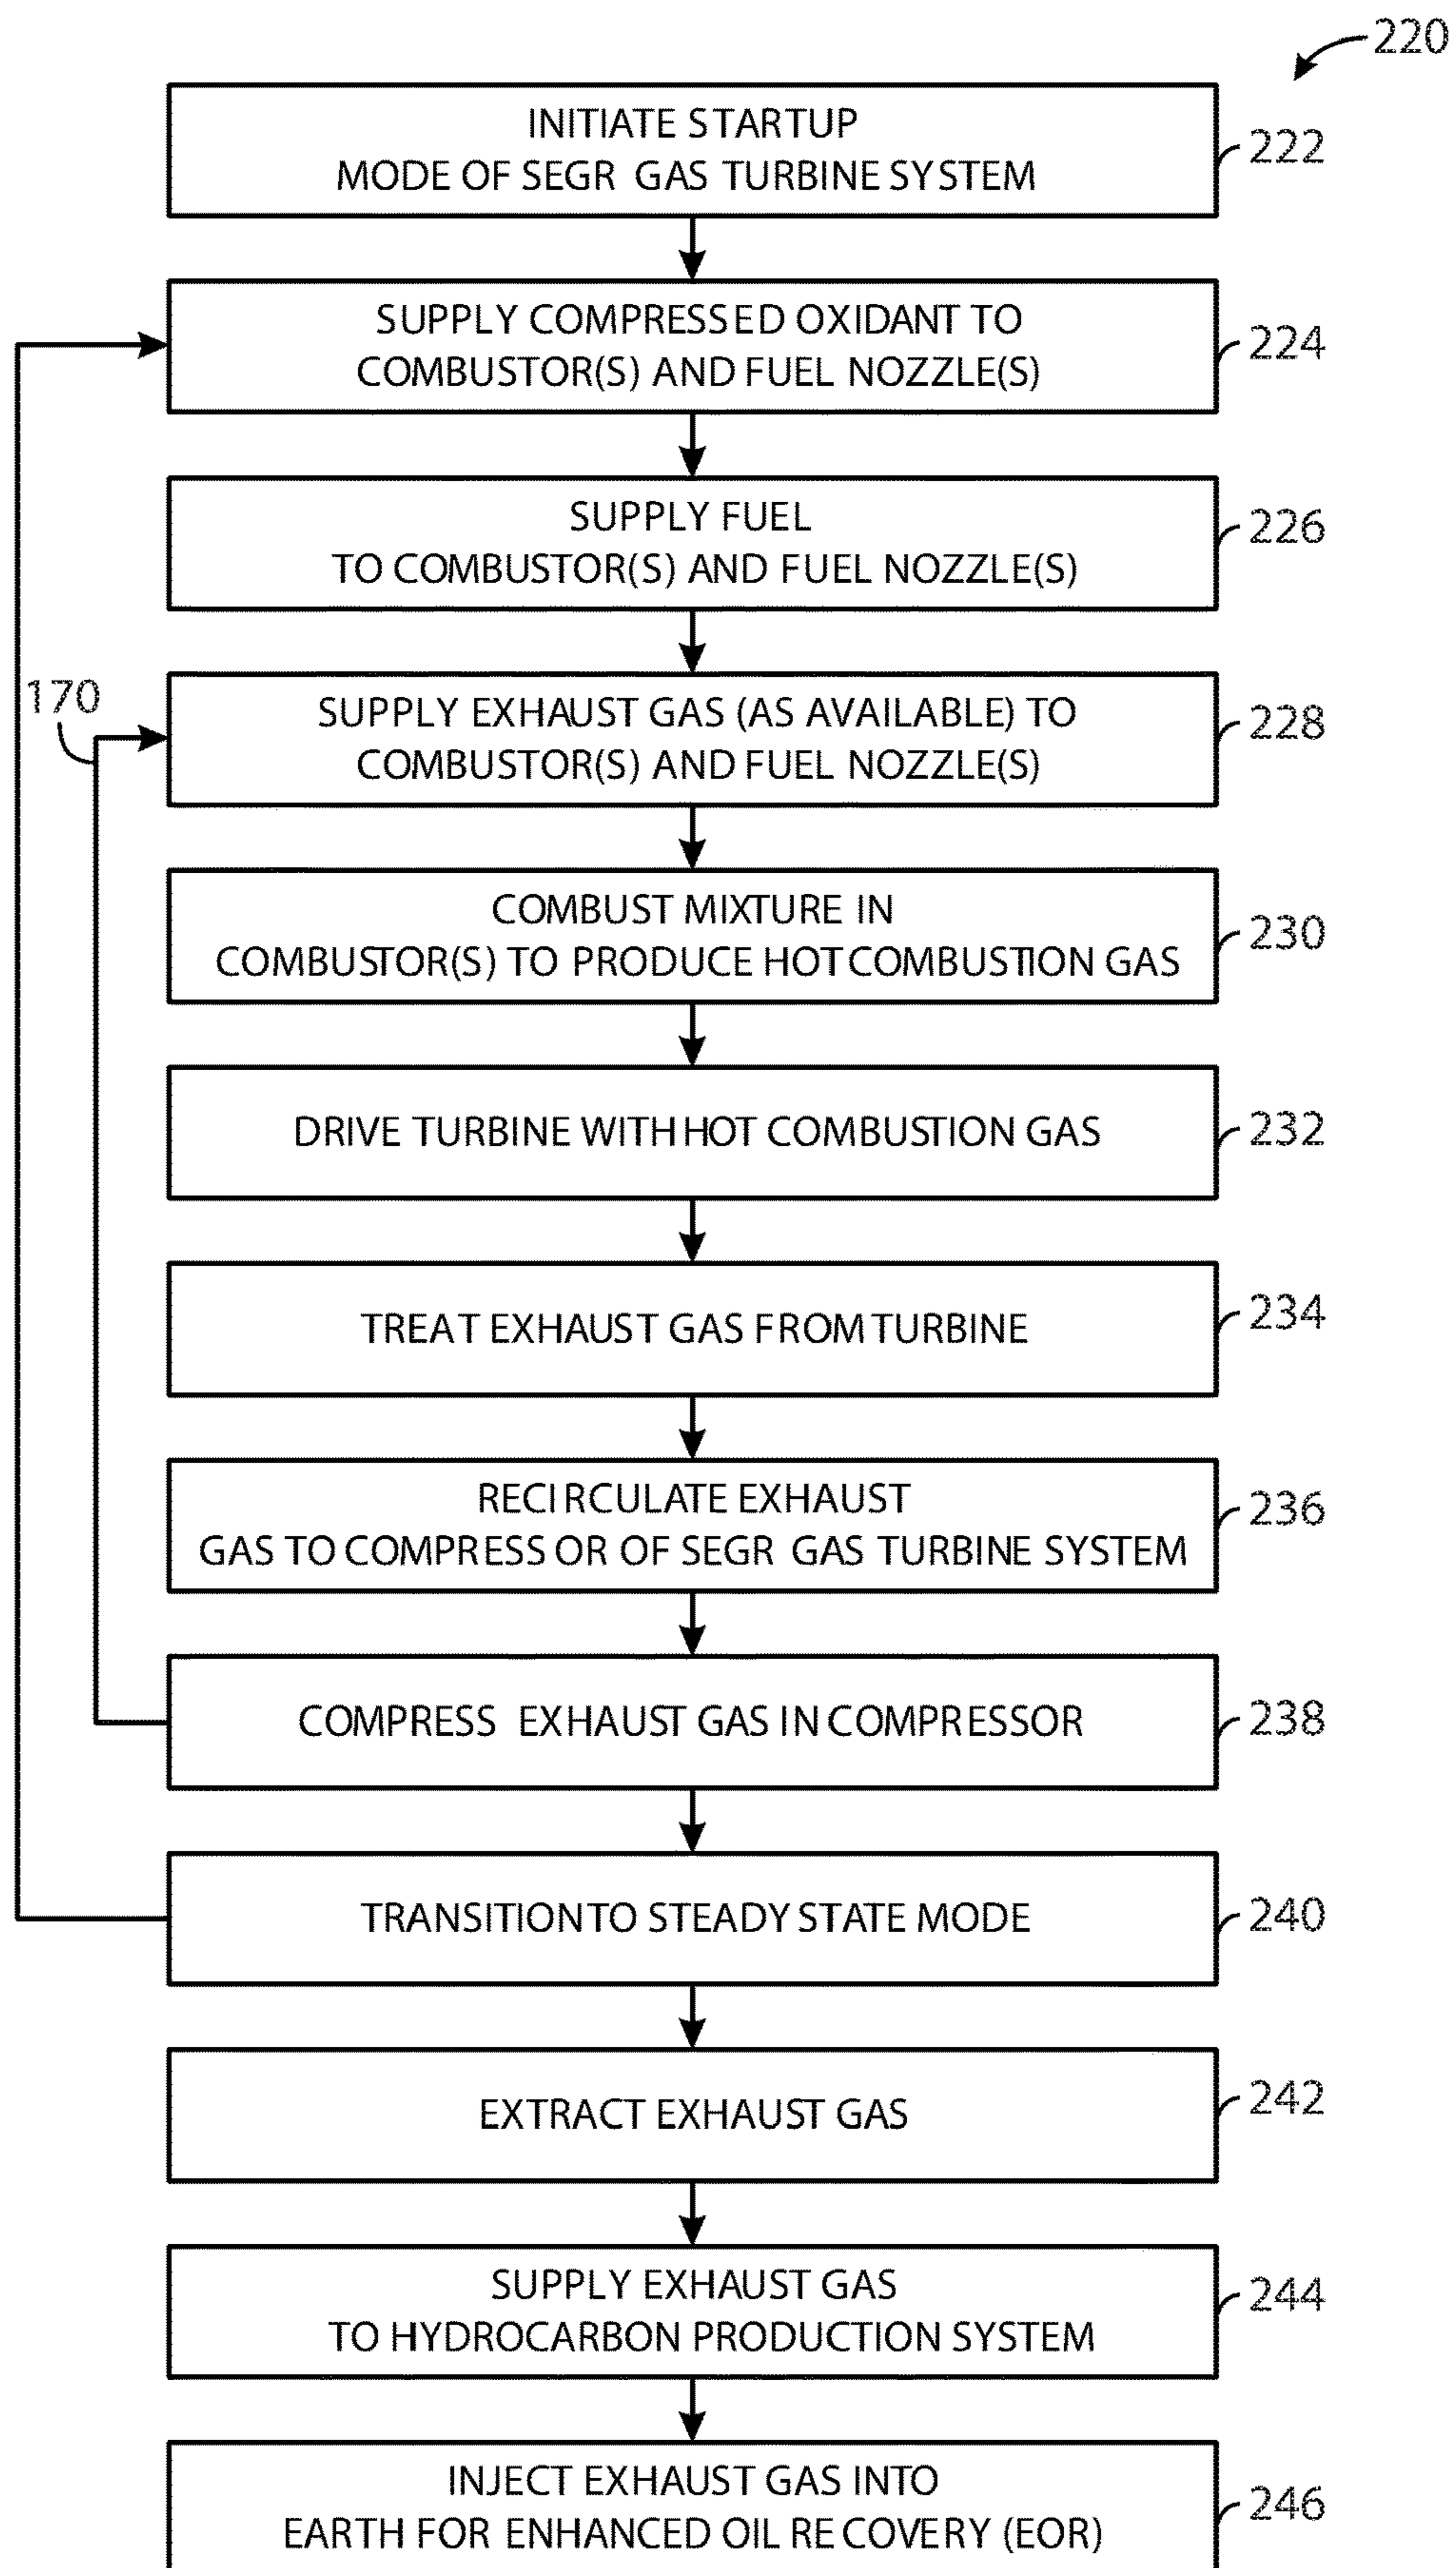 220
INITIATE STARTUP
MODE OF SEGR GAS TURBINE SYSTEM
222
SUPPLY COMPRESSED OXIDANT TO
COMBUSTOR(S) AND FUEL NOZZLE(S)
224
SUPPLY FUEL
TO COMBUSTOR(S) AND FUEL NOZZLE(S)
226
170
SUPPLY EXHAUST GAS (AS AVAILABLE) TO
COMBUSTOR(S) AND FUEL NOZZLE(S)
228
COMBUST MIXTURE IN
COMBUSTOR(S) TO PRODUCE HOT COMBUSTION GAS
230
DRIVE TURBINE WITH HOT COMBUSTION GAS
232
TREAT EXHAUST GAS FROM TURBINE
234
RECIRCULATE EXHAUST
GAS TO COMPRESSOR OF SEGR GAS TURBINE SYSTEM
236
COMPRESS EXHAUST GAS IN COMPRESSOR
238
TRANSITION TO STEADY STATE MODE
240
EXTRACT EXHAUST GAS
242
SUPPLY EXHAUST GAS
TO HYDROCARBON PRODUCTION SYSTEM
244
INJECT EXHAUST GAS INTO
EARTH FOR ENHANCED OIL RECOVERY (EOR)
246